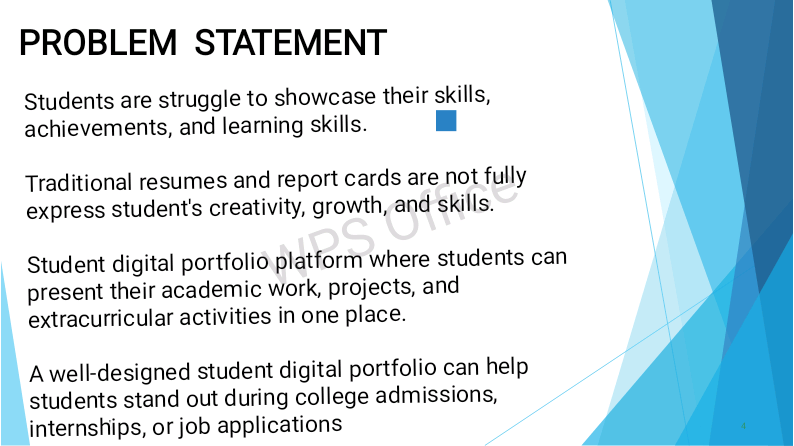 PROBLEM STATEMENT
Students are struggle to showcase their skills,
achievements, and learning skills.
Traditional resumes and report cards are not fully
express student's creativity, growth, and skills.
Student digital portfolio platform where students can
present their academic work, projects, and
extracurricular activities in one place.
A well-designed student digital portfolio can help
students stand out during college admissions,
internships, or job applications
WPS Office
4